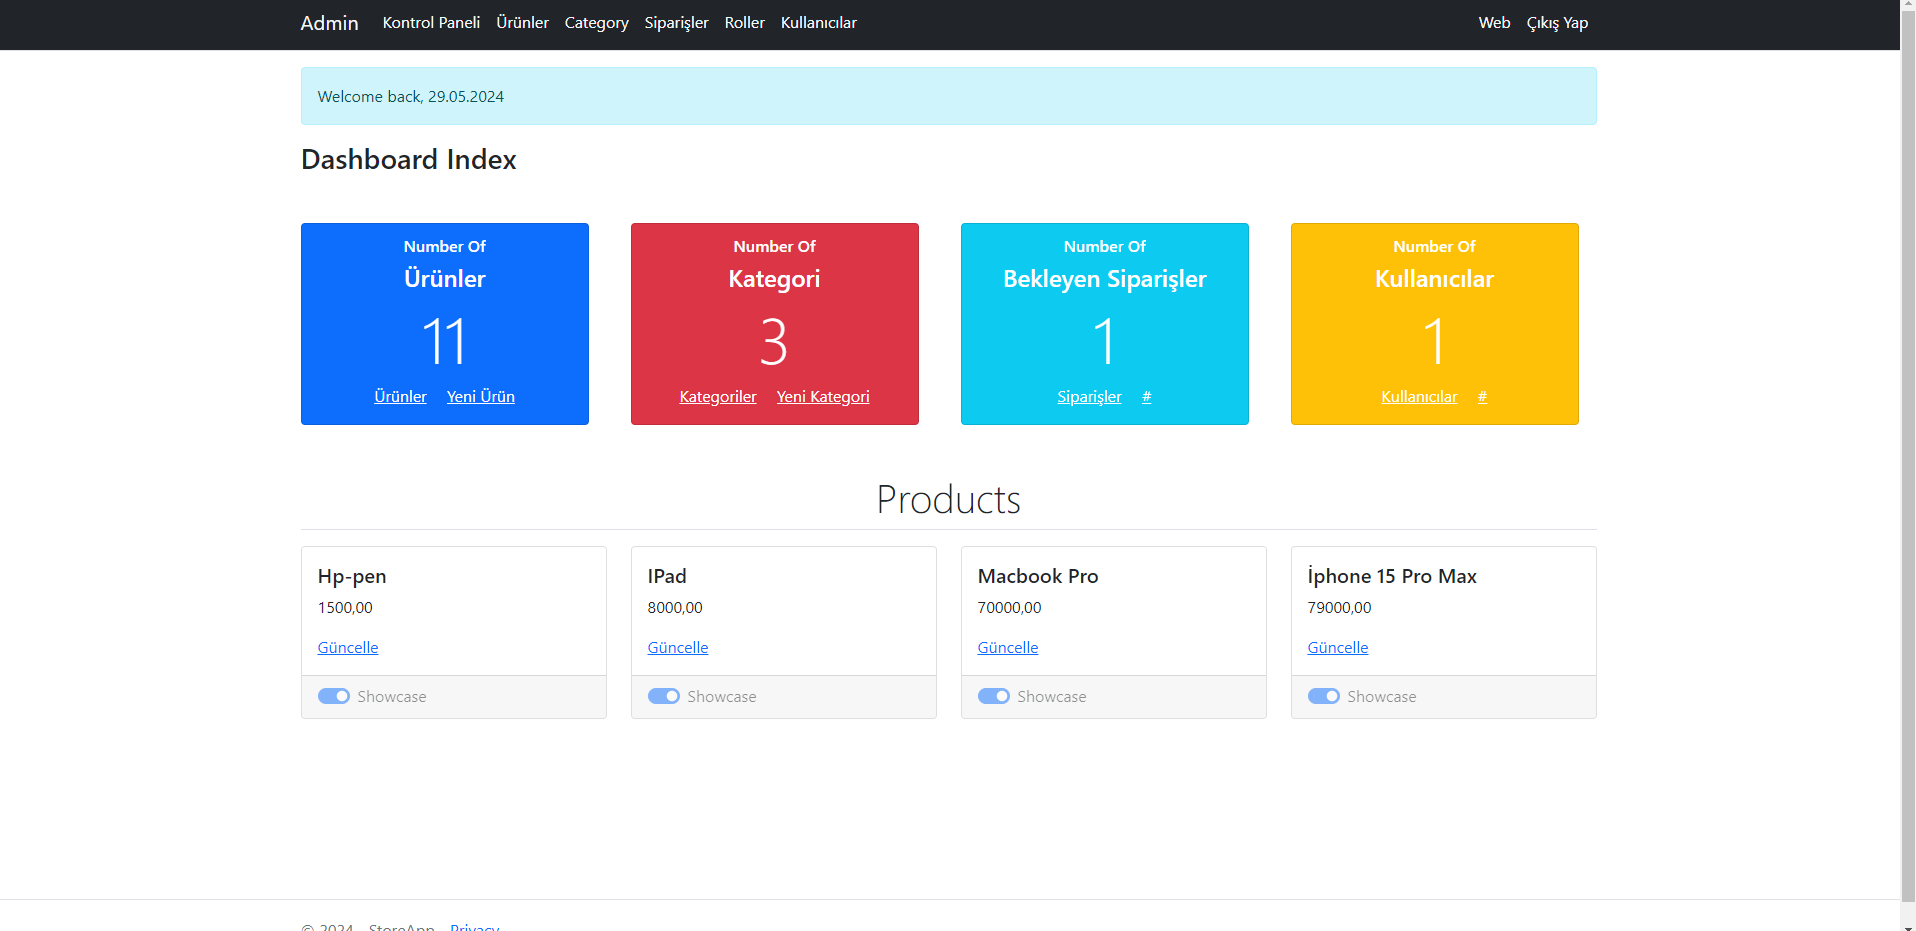 Admin Kontrol Paneli Ürünler Category Siparişler Roller Kullanıcılar Web Çıkış Yap
Welcome back, 29.05.2024
Dashboard Index
Number Of
Ürünler
11
Ürünler Yeni Ürün
Number Of
Kategori
3
Kategoriler Yeni Kategori
Number Of
Bekleyen Siparişler
1
Siparişler #
Number Of
Kullanıcılar
1
Kullanıcılar #
Products
Hp-pen
1500,00
Güncelle
Showcase
IPad
8000,00
Güncelle
Showcase
Macbook Pro
70000,00
Güncelle
Showcase
İphone 15 Pro Max
79000,00
Güncelle
Showcase
© 2024 - StoreApp - Privacy